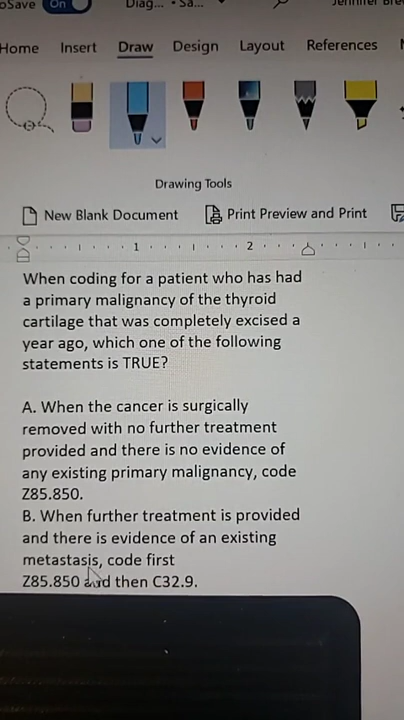 oSave On Diag... • Sa...
Home Insert Draw Design Layout References
Drawing Tools
New Blank Document Print Preview and Print
1 2
When coding for a patient who has had
a primary malignancy of the thyroid
cartilage that was completely excised a
year ago, which one of the following
statements is TRUE?
A. When the cancer is surgically
removed with no further treatment
provided and there is no evidence of
any existing primary malignancy, code
Z85.850.
B. When further treatment is provided
and there is evidence of an existing
metastasis, code first
Z85.850 and then C32.9.